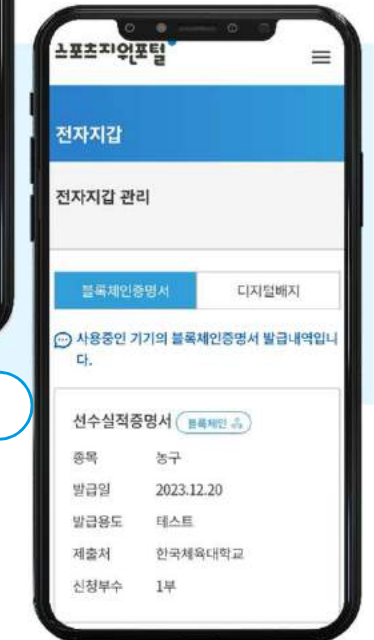 스포츠지원포털
전자지갑
전자지갑 관리
블록체인증명서 디지털배지
사용중인 기기의 블록체인증명서 발급내역입니
다.
선수실적증명서 블록체인
종목 농구
발급일 2023.12.20
발급용도 테스트
제출처 한국체육대학교
신청부수 1부